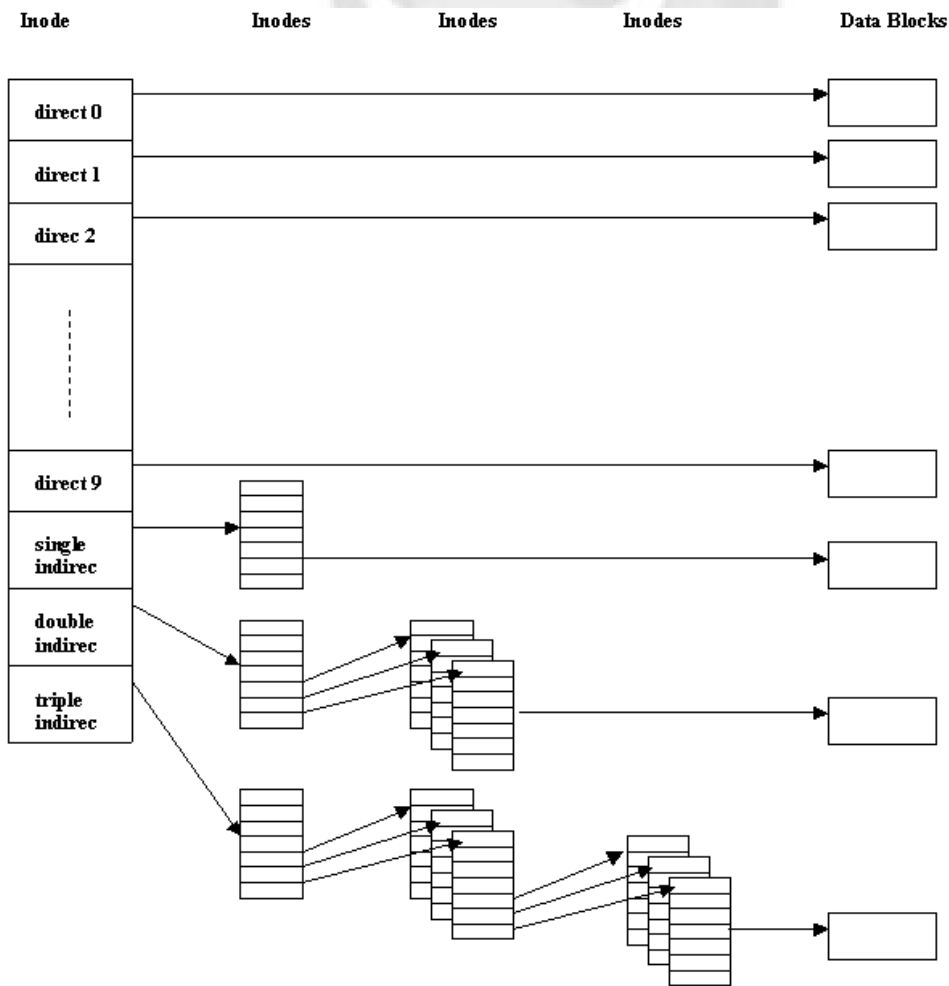 Inode Inodes Inodes Inodes Data Blocks
direct 0
direct 1
direc 2
direct 9
single
indirec
double
indirec
triple
indirec